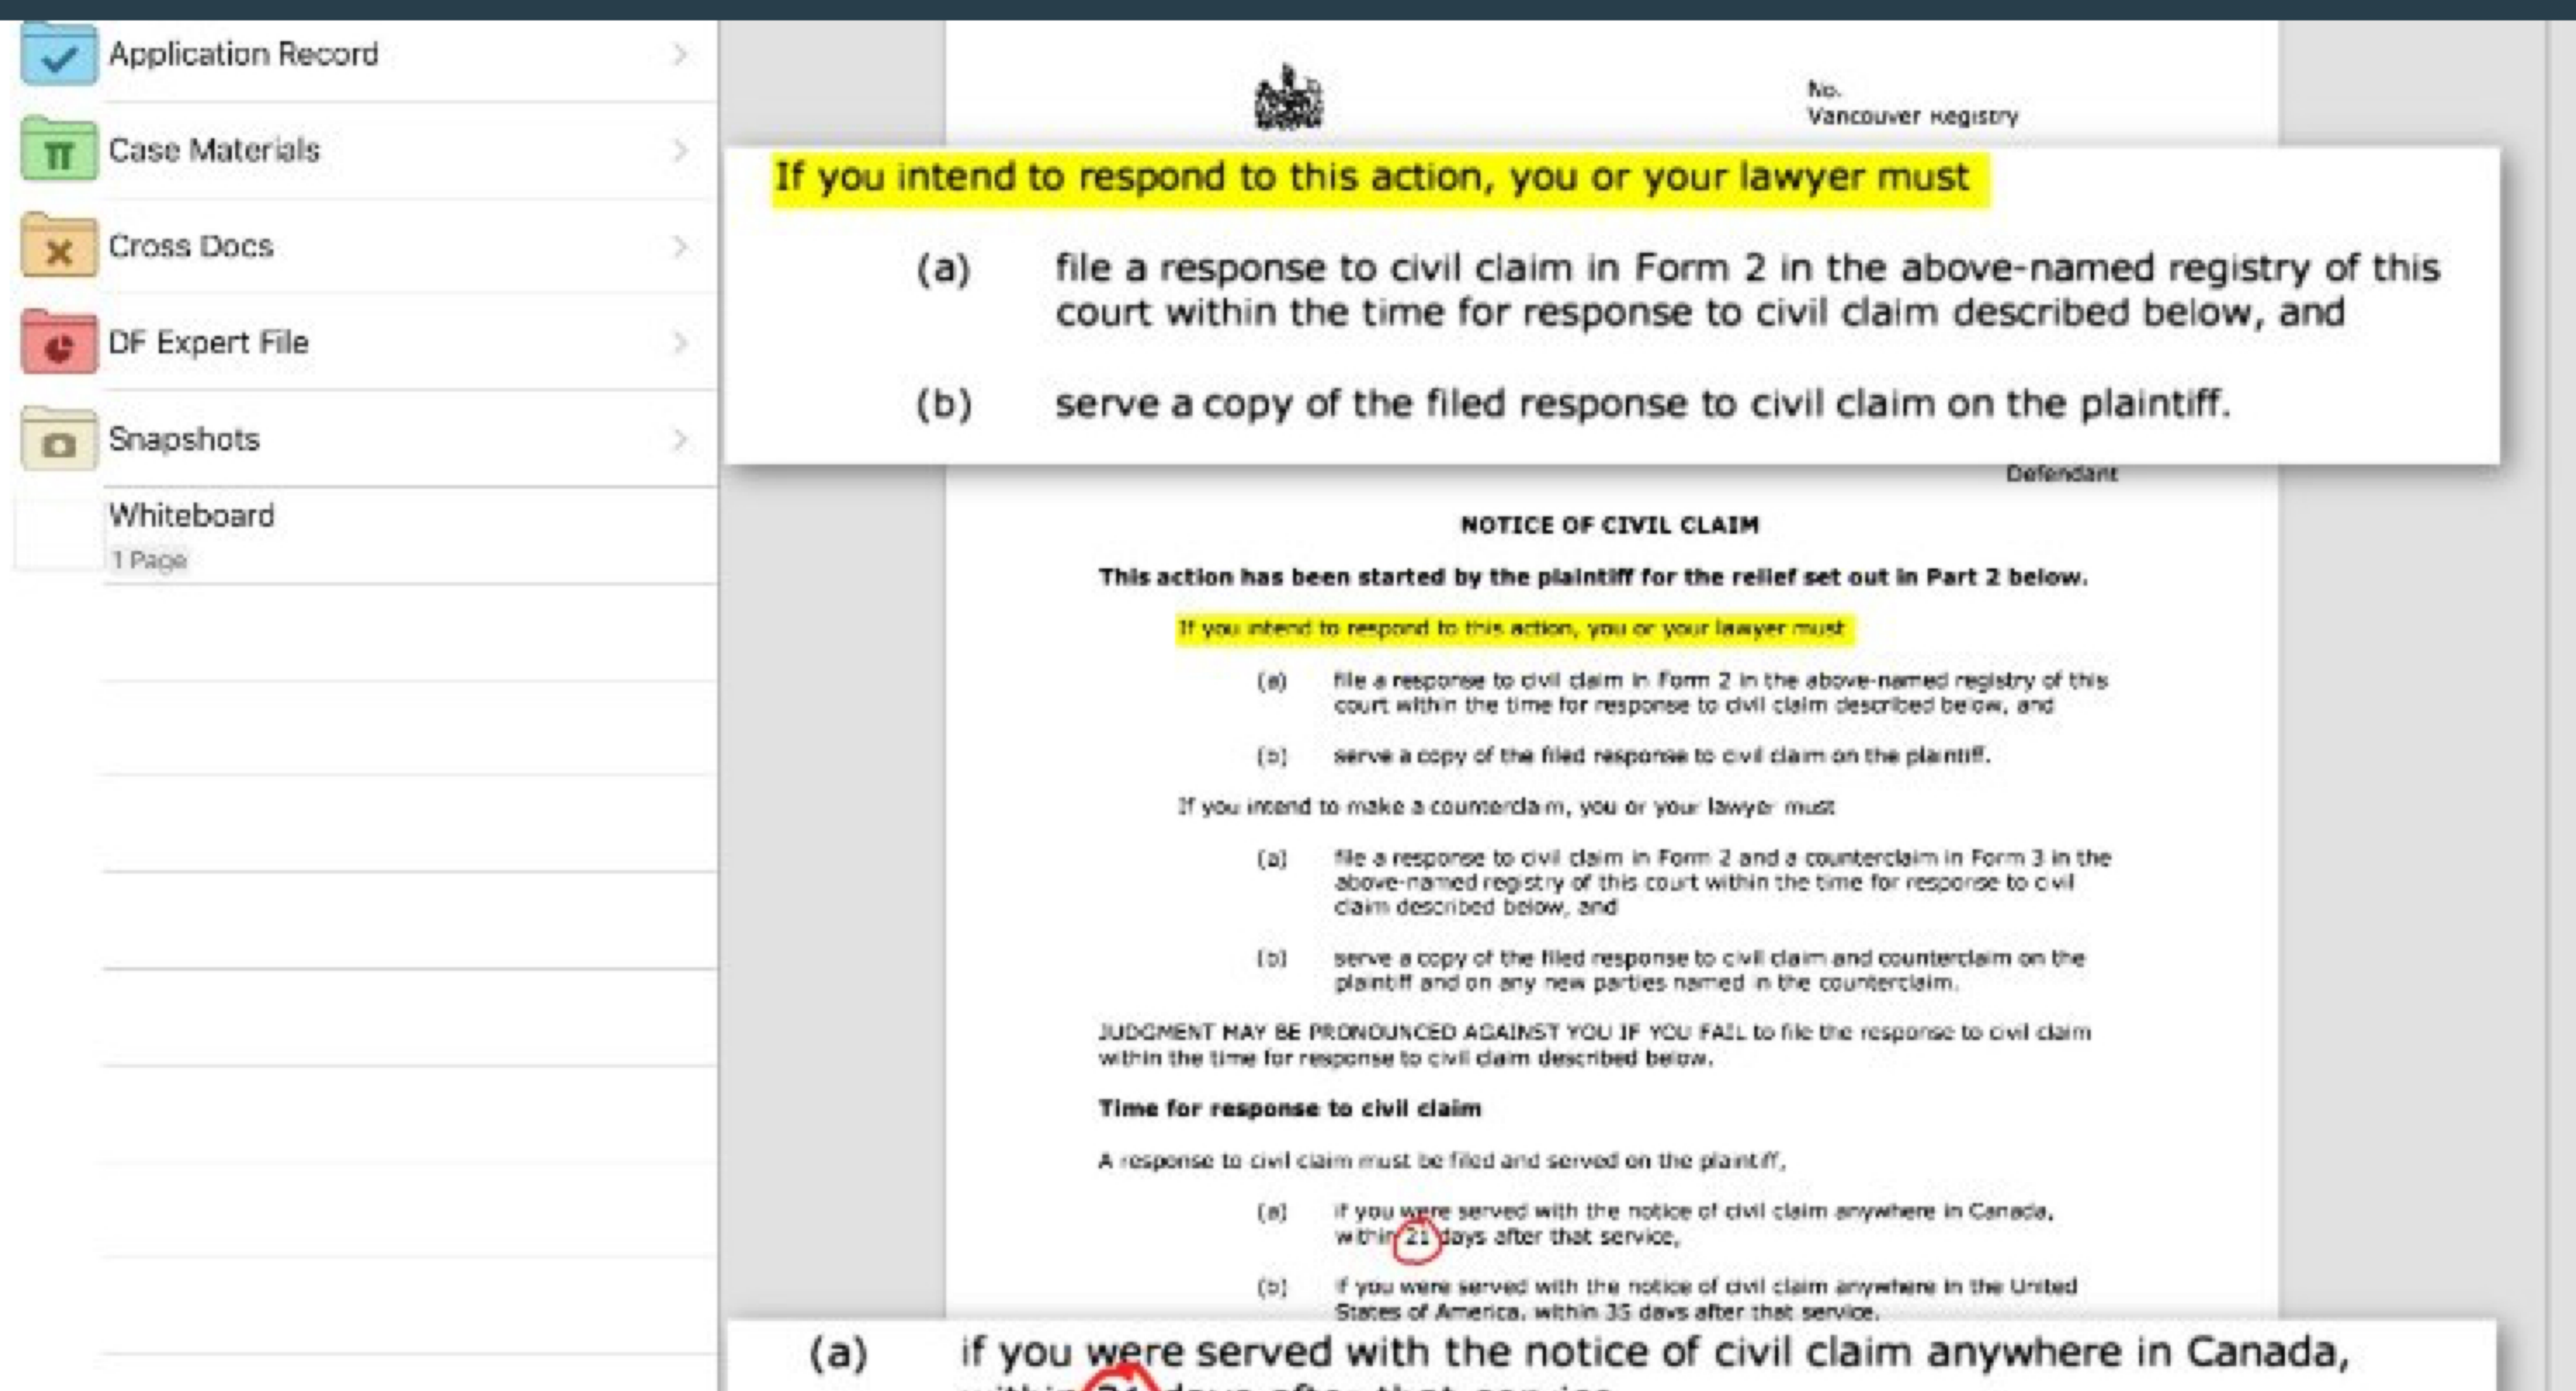 Application Record
Case Materials
Cross Docs
DF Expert File
Snapshots
Whiteboard
1 Page
No.
Vancouver Registry
If you intend to respond to this action, you or your lawyer must
(a) file a response to civil claim in Form 2 in the above-named registry of this
court within the time for response to civil claim described below, and
(b) serve a copy of the filed response to civil claim on the plaintiff.
Defendant
NOTICE OF CIVIL CLAIM
This action has been started by the plaintiff for the relief set out in Part 2 below.
If you intend to respond to this action, you or your lawyer must
(a) file a response to civil claim in Form 2 in the above-named registry of this
court within the time for response to civil claim described below, and
(b) serve a copy of the filed response to civil claim on the plaintiff.
If you intend to make a counterclaim, you or your lawyer must
(a) file a response to civil claim in Form 2 and a counterclaim in Form 3 in the
above-named registry of this court within the time for response to civil
claim described below, and
(b) serve a copy of the filed response to civil claim and counterclaim on the
plaintiff and on any new parties named in the counterclaim.
JUDGMENT MAY BE PRONOUNCED AGAINST YOU IF YOU FAIL to file the response to civil claim
within the time for response to civil claim described below.
Time for response to civil claim
A response to civil claim must be filed and served on the plaintiff,
(a) if you were served with the notice of civil claim anywhere in Canada,
within 21 days after that service,
(b) if you were served with the notice of civil claim anywhere in the United
States of America, within 35 days after that service,
(a) if you were served with the notice of civil claim anywhere in Canada,
within 21 days after that service